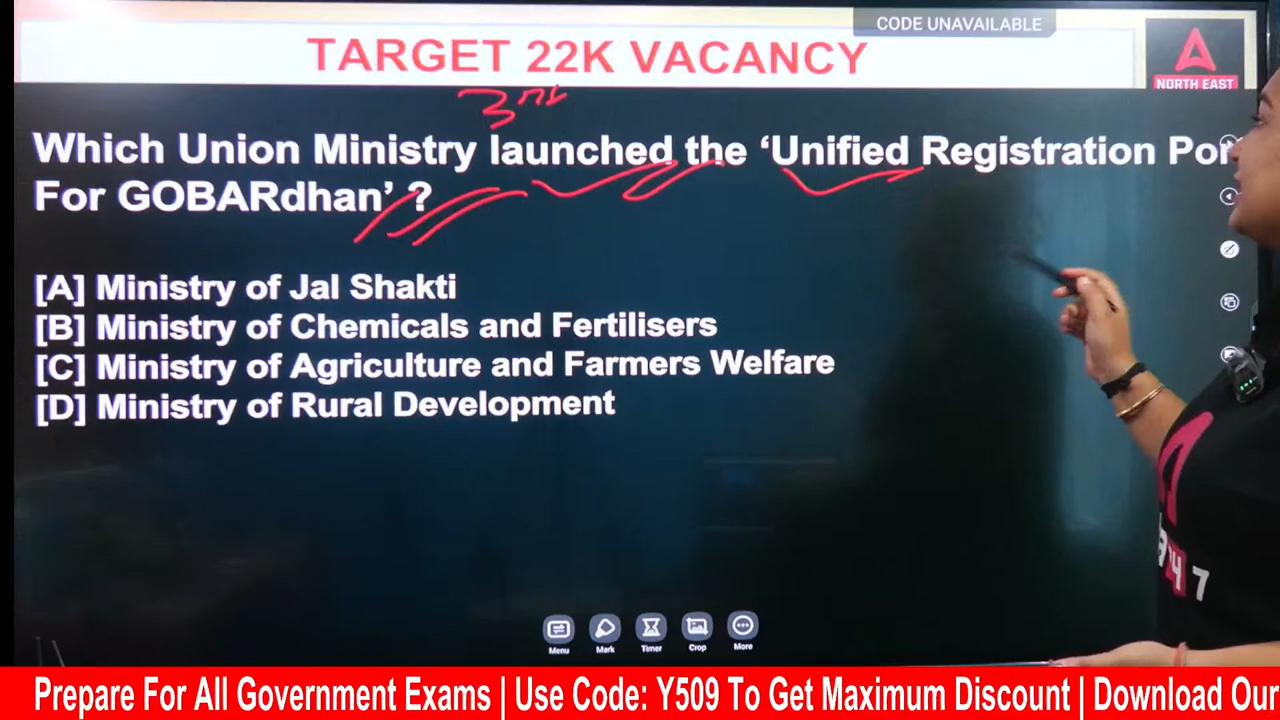 CODE UNAVAILABLE
TARGET 22K VACANCY
NORTH EAST
3rd
Which Union Ministry launched the ‘Unified Registration
For GOBARdhan’ ?
[A] Ministry of Jal Shakti
[B] Ministry of Chemicals and Fertilisers
[C] Ministry of Agriculture and Farmers Welfare
[D] Ministry of Rural Development
Menu Mark Timer Crop More
Prepare For All Government Exams | Use Code: Y509 To Get Maximum Discount | Download Our